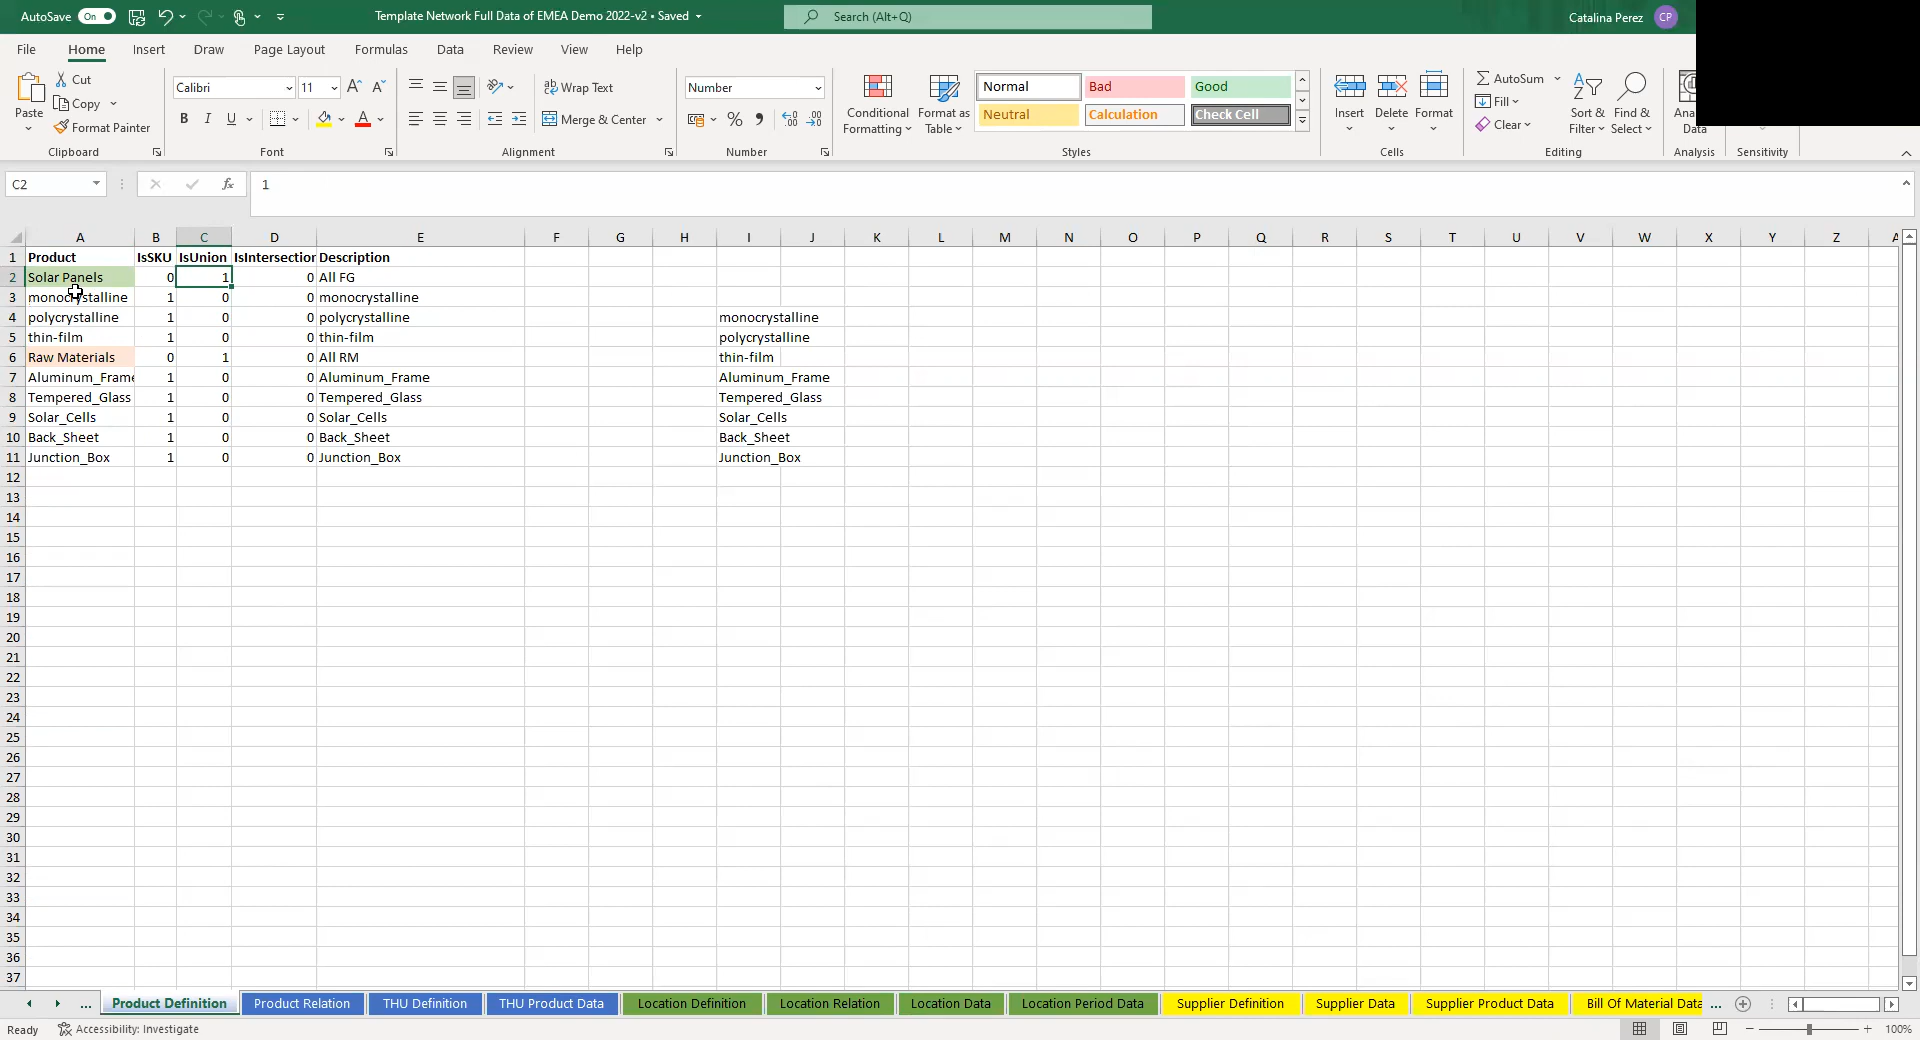 AutoSave On Template Network Full Data of EMEA Demo 2022-v2 • Saved Search (Alt+Q) Catalina Perez CP
File Home Insert Draw Page Layout Formulas Data Review View Help
Paste
Cut
Copy
Format Painter
Clipboard
Calibri 11
B I U
Font
Wrap Text
Merge & Center
Alignment
Number
Number
Conditional Formatting
Format as Table
Normal Bad Good
Neutral Calculation Check Cell
Styles
Insert Delete Format
Cells
AutoSum
Fill
Clear
Sort & Filter
Find & Select
Editing
Data
Analysis
Sensitivity
C2 fx 1
A B C D E F G H I J K L M N O P Q R S T U V W X Y Z A
1 Product IsSKU IsUnion IsIntersection Description
2 Solar Panels 0 1 0 All FG
3 monocrystalline 1 0 0 monocrystalline
4 polycrystalline 1 0 0 polycrystalline monocrystalline
5 thin-film 1 0 0 thin-film polycrystalline
6 Raw Materials 0 1 0 All RM thin-film
7 Aluminum_Frame 1 0 0 Aluminum_Frame Aluminum_Frame
8 Tempered_Glass 1 0 0 Tempered_Glass Tempered_Glass
9 Solar_Cells 1 0 0 Solar_Cells Solar_Cells
10 Back_Sheet 1 0 0 Back_Sheet Back_Sheet
11 Junction_Box 1 0 0 Junction_Box Junction_Box
12
13
14
15
16
17
18
19
20
21
22
23
24
25
26
27
28
29
30
31
32
33
34
35
36
37
... Product Definition Product Relation THU Definition THU Product Data Location Definition Location Relation Location Data Location Period Data Supplier Definition Supplier Data Supplier Product Data Bill Of Material Data ...
Ready Accessibility: Investigate 100%